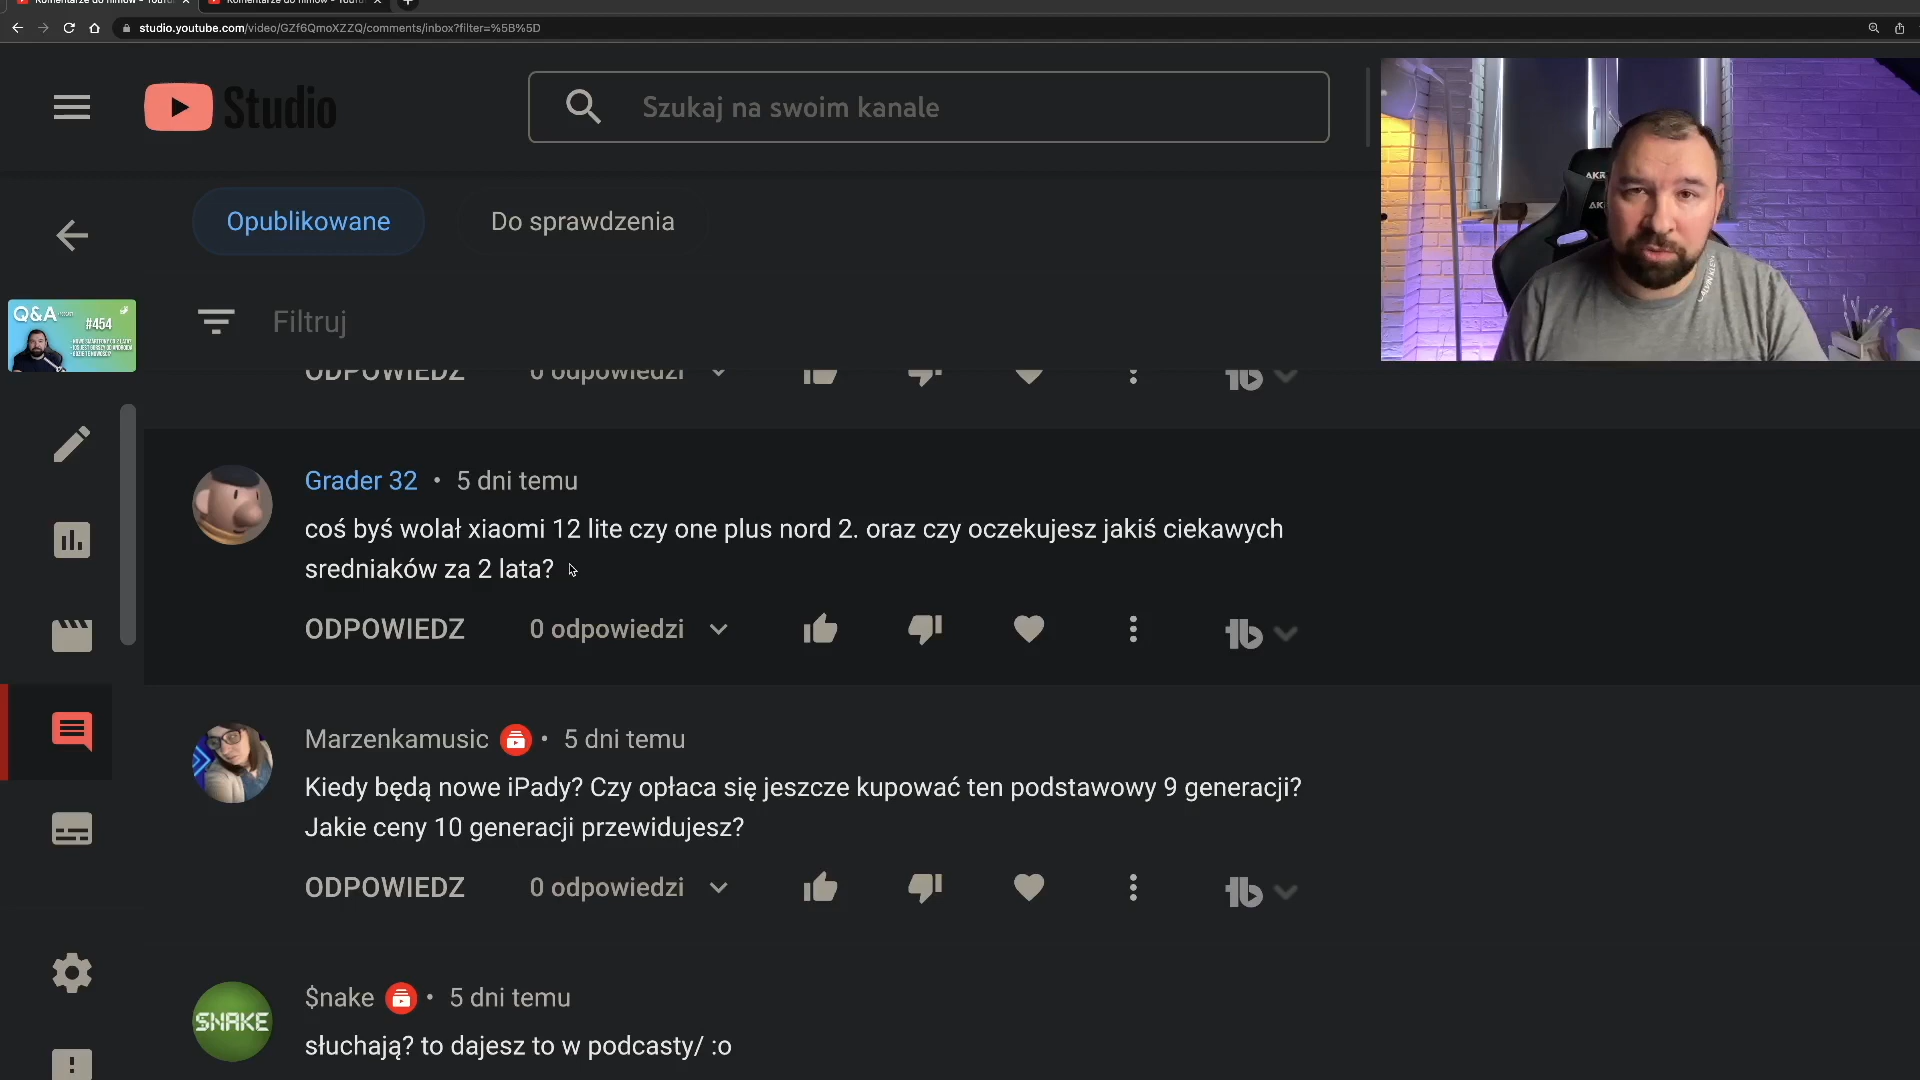 studio.youtube.com/video/GZf6QmoXZZQ/comments/inbox?filter=%5B%5D
Studio
Szukaj na swoim kanale
Opublikowane
Do sprawdzenia
Q&A
#454
Filtruj
ODPOWIEDZ
0 odpowiedzi
Grader 32 • 5 dni temu
coś byś wolał xiaomi 12 lite czy one plus nord 2. oraz czy oczekujesz jakiś ciekawych
sredniaków za 2 lata?
ODPOWIEDZ
0 odpowiedzi
Marzenkamusic • 5 dni temu
Kiedy będą nowe iPady? Czy opłaca się jeszcze kupować ten podstawowy 9 generacji?
Jakie ceny 10 generacji przewidujesz?
ODPOWIEDZ
0 odpowiedzi
SNAKE
$nake • 5 dni temu
słuchają? to dajesz to w podcasty/ :o